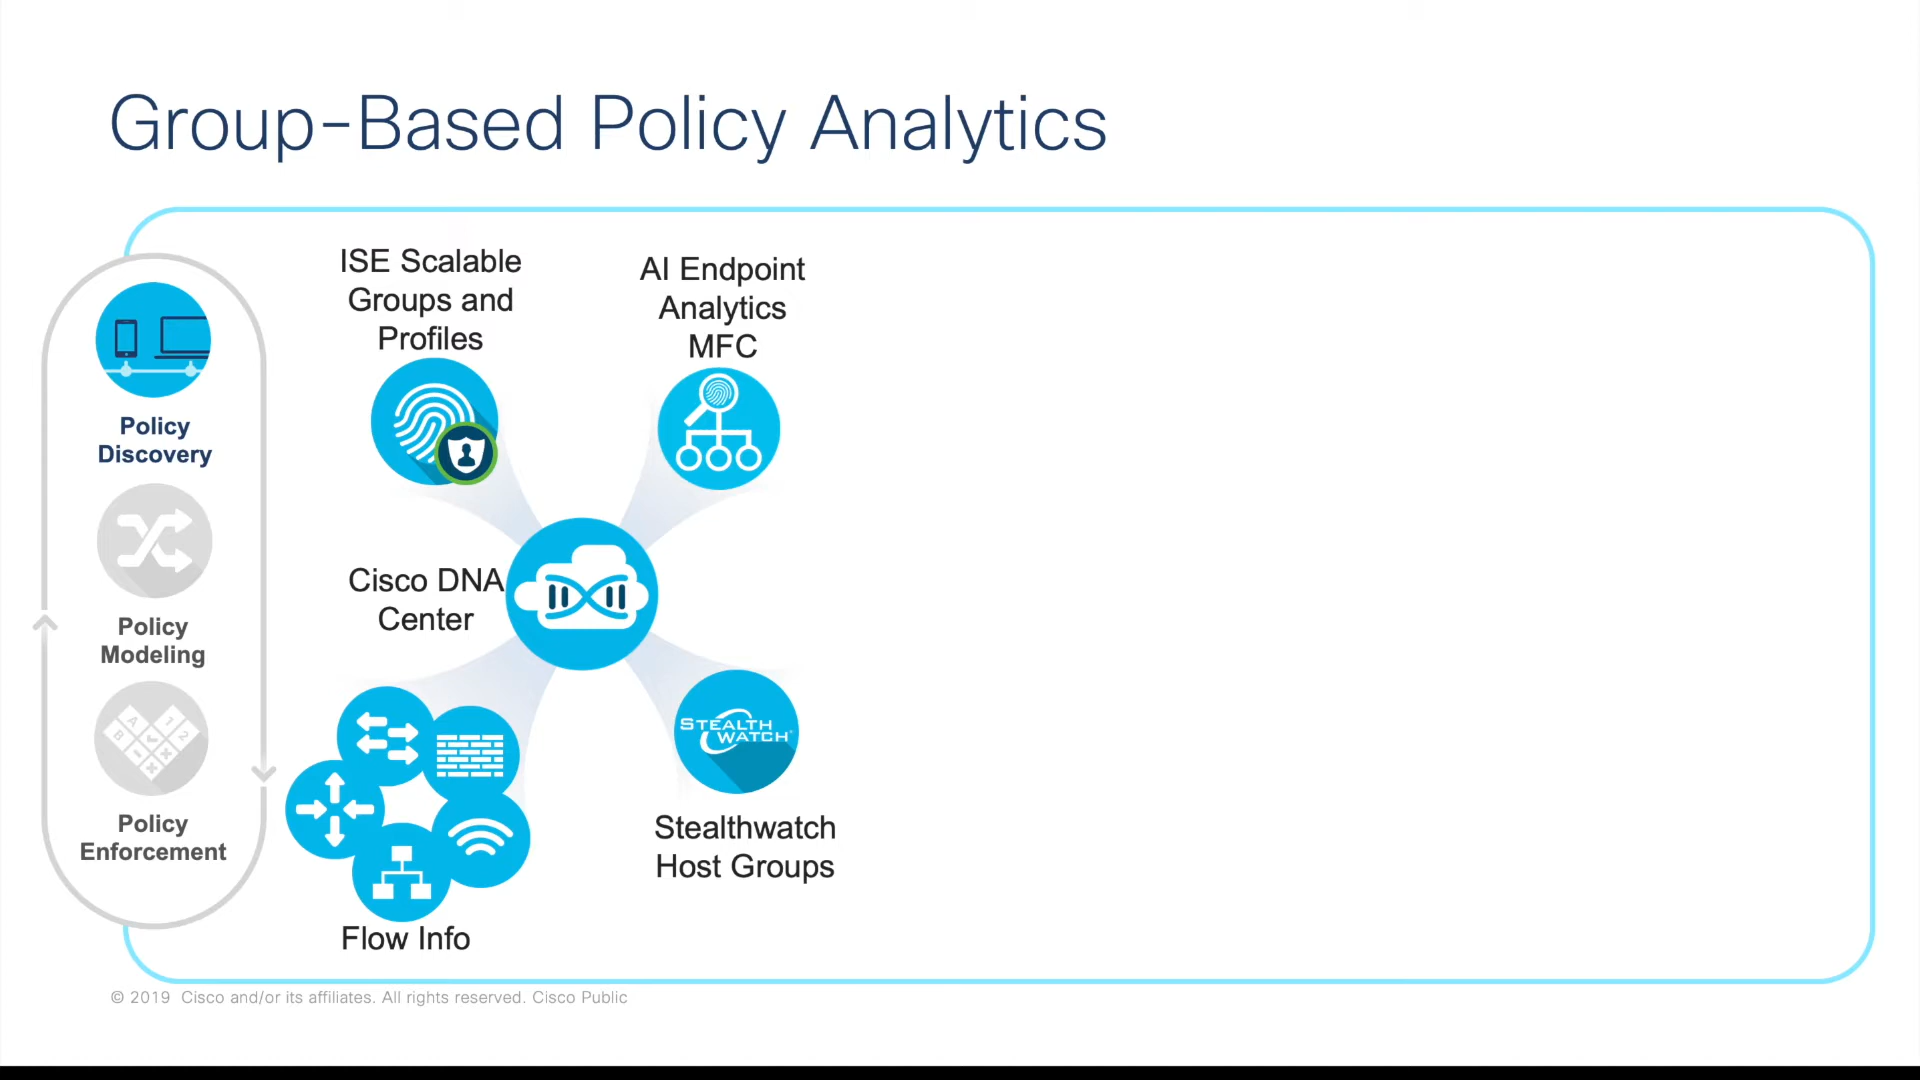 Group-Based Policy Analytics
Policy
Discovery
Policy
Modeling
A
B
1
2
Policy
Enforcement
ISE Scalable
Groups and
Profiles
AI Endpoint
Analytics
MFC
Cisco DNA
Center
STEALTH
WATCH
Stealthwatch
Host Groups
Flow Info
© 2019 Cisco and/or its affiliates. All rights reserved. Cisco Public